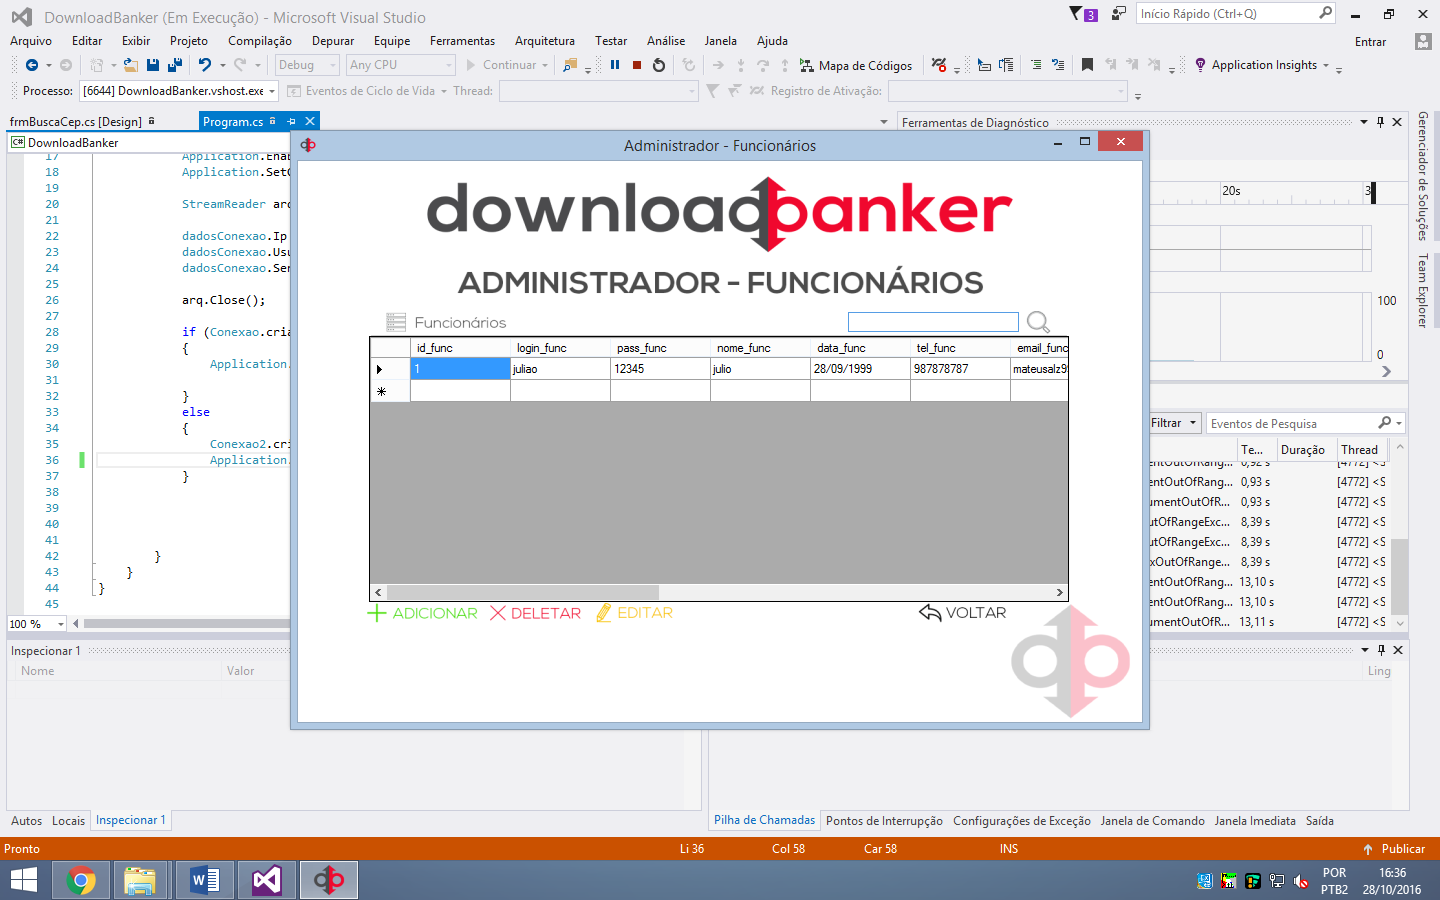 DownloadBanker (Em Execução) - Microsoft Visual Studio
3
Início Rápido (Ctrl+Q)
Arquivo Editar Exibir Projeto Compilação Depurar Equipe Ferramentas Arquitetura Testar Análise Janela Ajuda
Entrar
Debug Any CPU Continuar Mapa de Códigos Application Insights
Processo: [6644] DownloadBanker.vshost.exe Eventos de Ciclo de Vida Thread: Registro de Ativação:
frmBuscaCep.cs [Design] Program.cs
Ferramentas de Diagnóstico
C# DownloadBanker
17 Application.Enab
18 Application.SetC
19
20 StreamReader arq
21
22 dadosConexao.Ip
23 dadosConexao.Usu
24 dadosConexao.Sen
25
26 arq.Close();
27
28 if (Conexao.cria
29 {
30 Application.
31
32 }
33 else
34 {
35 Conexao2.cri
36 Application.
37 }
38
39
40
41
42 }
43 }
44 }
45
100 %
Administrador - Funcionários
downloadbanker
ADMINISTRADOR - FUNCIONÁRIOS
Funcionários
id_func login_func pass_func nome_func data_func tel_func email_func
1 juliao 12345 julio 28/09/1999 987878787 mateusalz9
ADICIONAR DELETAR EDITAR VOLTAR
20s 3
100
0
Filtrar Eventos de Pesquisa
Te... Duração Thread
entOutOfRang... 0,92 s [4772] <S
entOutOfRang... 0,93 s [4772] <S
umentOutOfR... 0,93 s [4772] <S
utOfRangeExc... 8,39 s [4772] <S
utOfRangeExc... 8,39 s [4772] <S
xOutOfRange... 8,39 s [4772] <S
entOutOfRang... 13,10 s [4772] <S
entOutOfRang... 13,10 s [4772] <S
umentOutOfR... 13,11 s [4772] <S
Gerenciador de Soluções
Team Explorer
Inspecionar 1
Nome Valor
Ling
Autos Locais Inspecionar 1
Pilha de Chamadas Pontos de Interrupção Configurações de Exceção Janela de Comando Janela Imediata Saída
Pronto Li 36 Col 58 Car 58 INS Publicar
POR
PTB2
16:36
28/10/2016